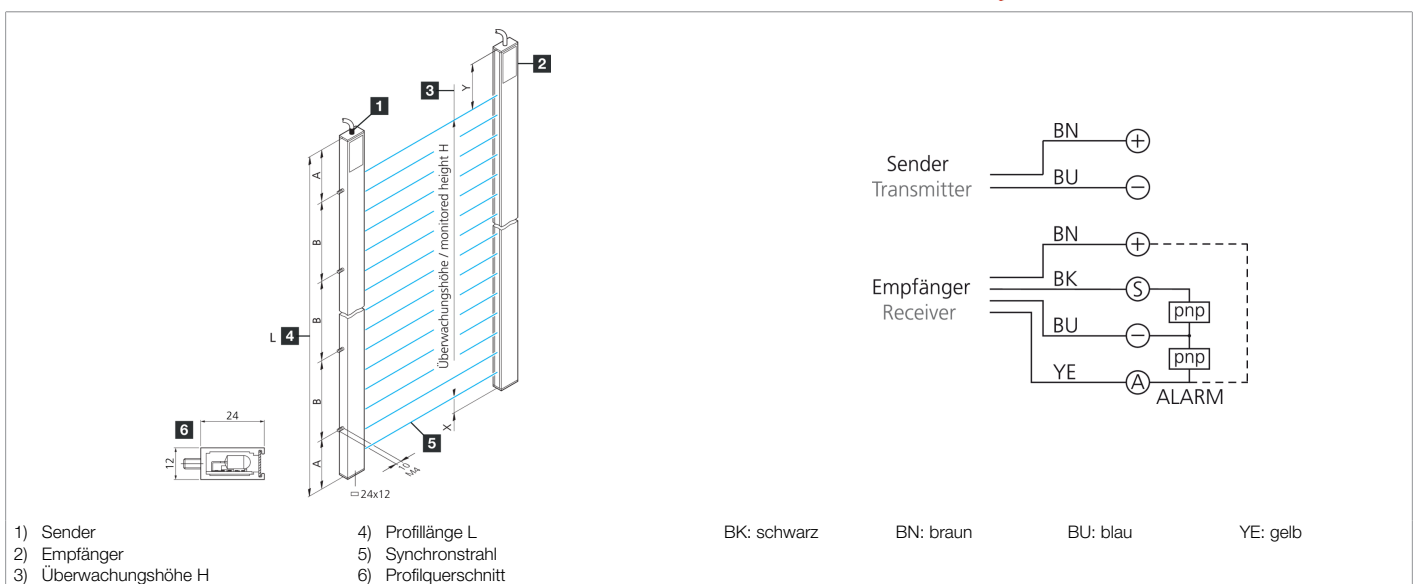 1
2
3
Y
A
B
B
B
A
L 4
Überwachungshöhe / monitored height H
X
5
10
M4
24x12
6
24
12
Sender
Transmitter
BN
+
BU
−
Empfänger
Receiver
BN
+
BK
S
pnp
BU
−
pnp
YE
A
ALARM
1) Sender
2) Empfänger
3) Überwachungshöhe H
4) Profillänge L
5) Synchronstrahl
6) Profilquerschnitt
BK: schwarz BN: braun BU: blau YE: gelb